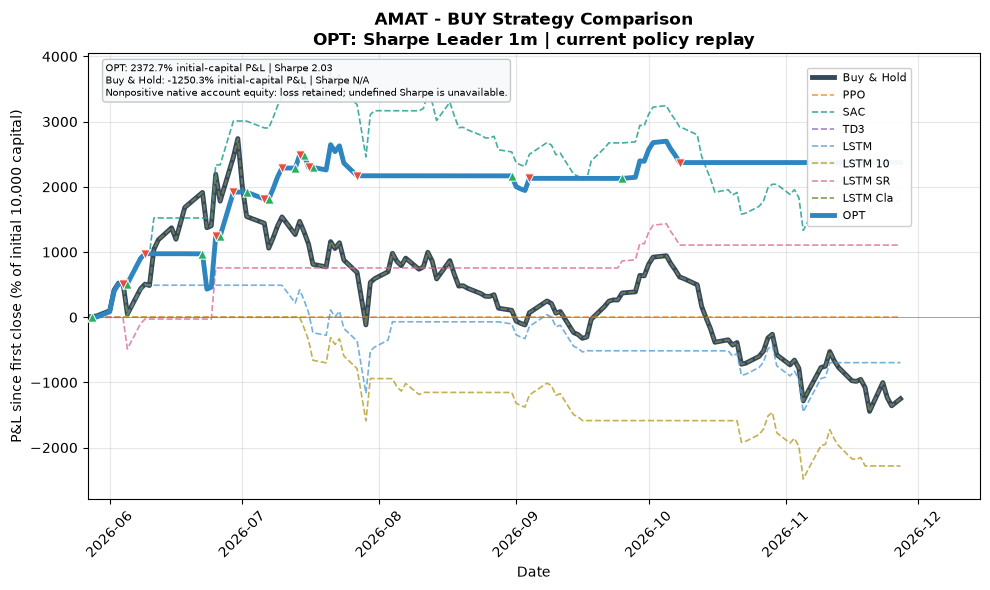 AMAT - BUY Strategy Comparison
OPT: Sharpe Leader 1m | current policy replay
OPT: 2372.7% initial-capital P&L | Sharpe 2.03
Buy & Hold: -1250.3% initial-capital P&L | Sharpe N/A
Nonpositive native account equity: loss retained; undefined Sharpe is unavailable.
Buy & Hold
PPO
SAC
TD3
LSTM
LSTM 10
LSTM SR
LSTM Cla
OPT
P&L since first close (% of initial 10,000 capital)
4000
3000
2000
1000
0
−1000
−2000
2026-06
2026-07
2026-08
2026-09
2026-10
2026-11
2026-12
Date